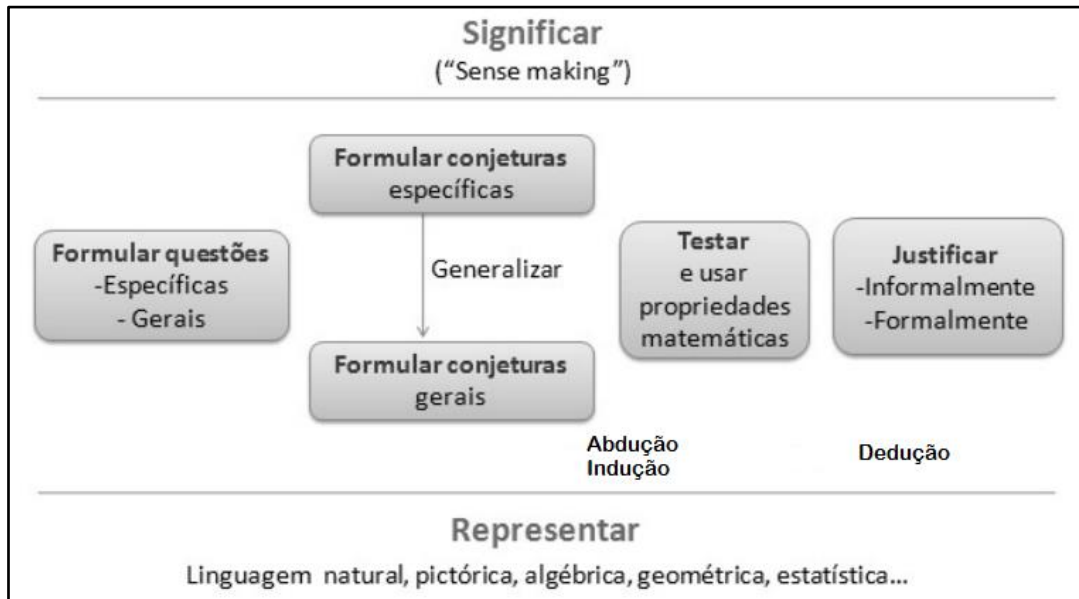 Significar
("Sense making")
Formular conjeturas
específicas
Formular questões
-Específicas
- Gerais
Generalizar
Testar
e usar
propriedades
matemáticas
Justificar
-Informalmente
-Formalmente
Formular conjeturas
gerais
Abdução
Indução
Dedução
Representar
Linguagem natural, pictórica, algébrica, geométrica, estatística...